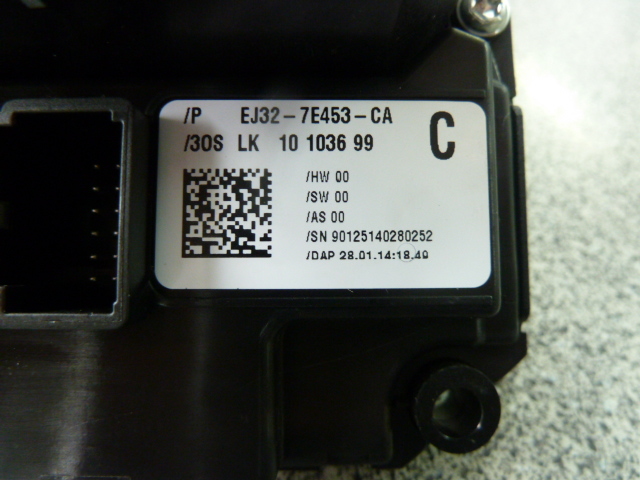 /P EJ32-7E453-CA
/3OS LK 10 1036 99
C
/HW 00
/SW 00
/AS 00
/SN 90125140280252
/DAP 28.01.14:18.49